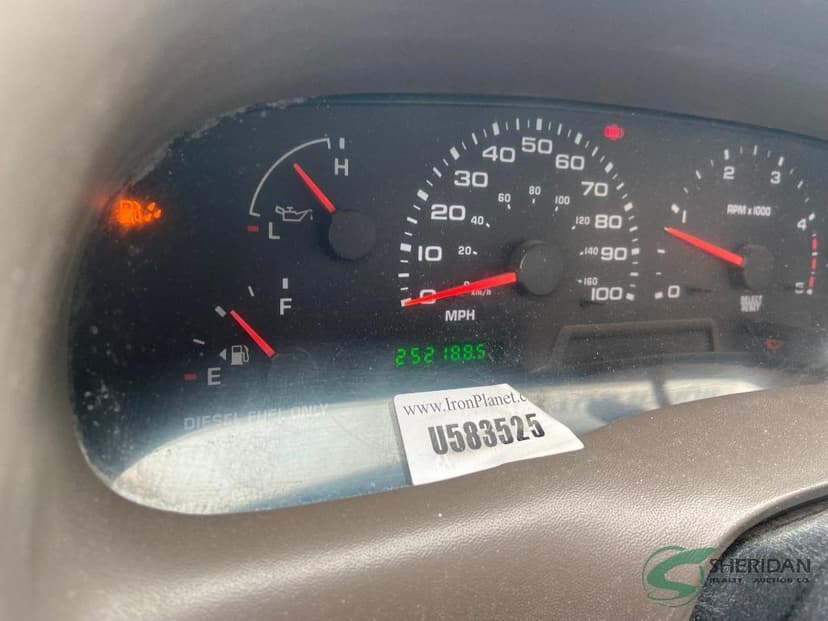 H
L
F
E
DIESEL FUEL ONLY
0 10 20 30 40 50 60 70 80 90 100
20 40 60 80 100 120 140 160
0
km/h
MPH
252188.5
0 1 2 3 4 5
RPM x 1000
SELECT
RESET
www.IronPlanet.c
U583525
SHERIDAN
REALTY AUCTION CO.